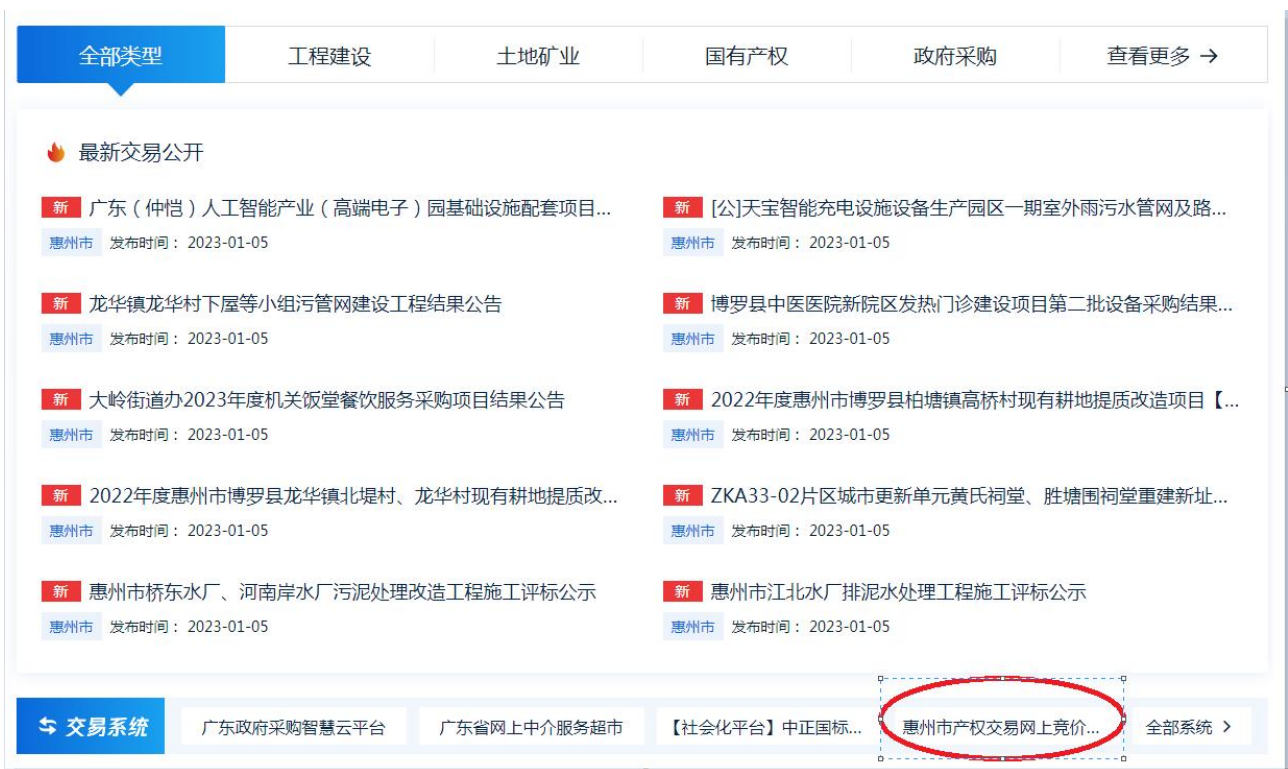 全部类型 工程建设 土地矿业 国有产权 政府采购 查看更多 →
最新交易公开
新 广东（仲恺）人工智能产业（高端电子）园基础设施配套项目...
惠州市 发布时间： 2023-01-05
新 [公]天宝智能充电设施设备生产园区一期室外雨污水管网及路...
惠州市 发布时间： 2023-01-05
新 龙华镇龙华村下屋等小组污管网建设工程结果公告
惠州市 发布时间： 2023-01-05
新 博罗县中医医院新院区发热门诊建设项目第二批设备采购结果...
惠州市 发布时间： 2023-01-05
新 大岭街道办2023年度机关饭堂餐饮服务采购项目结果公告
惠州市 发布时间： 2023-01-05
新 2022年度惠州市博罗县柏塘镇高桥村现有耕地提质改造项目【...
惠州市 发布时间： 2023-01-05
新 2022年度惠州市博罗县龙华镇北堤村、龙华村现有耕地提质改...
惠州市 发布时间： 2023-01-05
新 ZKA33-02片区城市更新单元黄氏祠堂、胜塘围祠堂重建新址...
惠州市 发布时间： 2023-01-05
新 惠州市桥东水厂、河南岸水厂污泥处理改造工程施工评标公示
惠州市 发布时间： 2023-01-05
新 惠州市江北水厂排泥水处理工程施工评标公示
惠州市 发布时间： 2023-01-05
交易系统 广东政府采购智慧云平台 广东省网上中介服务超市 【社会化平台】中正国标... 惠州市产权交易网上竞价... 全部系统 >